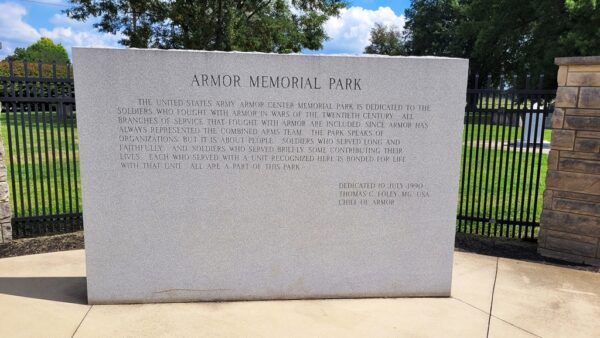 ARMOR MEMORIAL PARK
THE UNITED STATES ARMY ARMOR CENTER MEMORIAL PARK IS DEDICATED TO THE
SOLDIERS WHO FOUGHT WITH ARMOR IN WARS OF THE TWENTIETH CENTURY. ALL
BRANCHES OF SERVICE THAT FOUGHT WITH ARMOR ARE INCLUDED SINCE ARMOR HAS
ALWAYS REPRESENTED THE COMBINED ARMS TEAM. THE PARK SPEAKS OF
ORGANIZATIONS, BUT IT IS ABOUT PEOPLE. SOLDIERS WHO SERVED LONG AND
FAITHFULLY AND SOLDIERS WHO SERVED BRIEFLY SOME CONTRIBUTING THEIR
LIVES. EACH WHO SERVED WITH A UNIT RECOGNIZED HERE IS BONDED FOR LIFE
WITH THAT UNIT. ALL ARE A PART OF THIS PARK.
DEDICATED 10 JULY 1990
THOMAS C. FOLEY MG. USA
CHIEF OF ARMOR